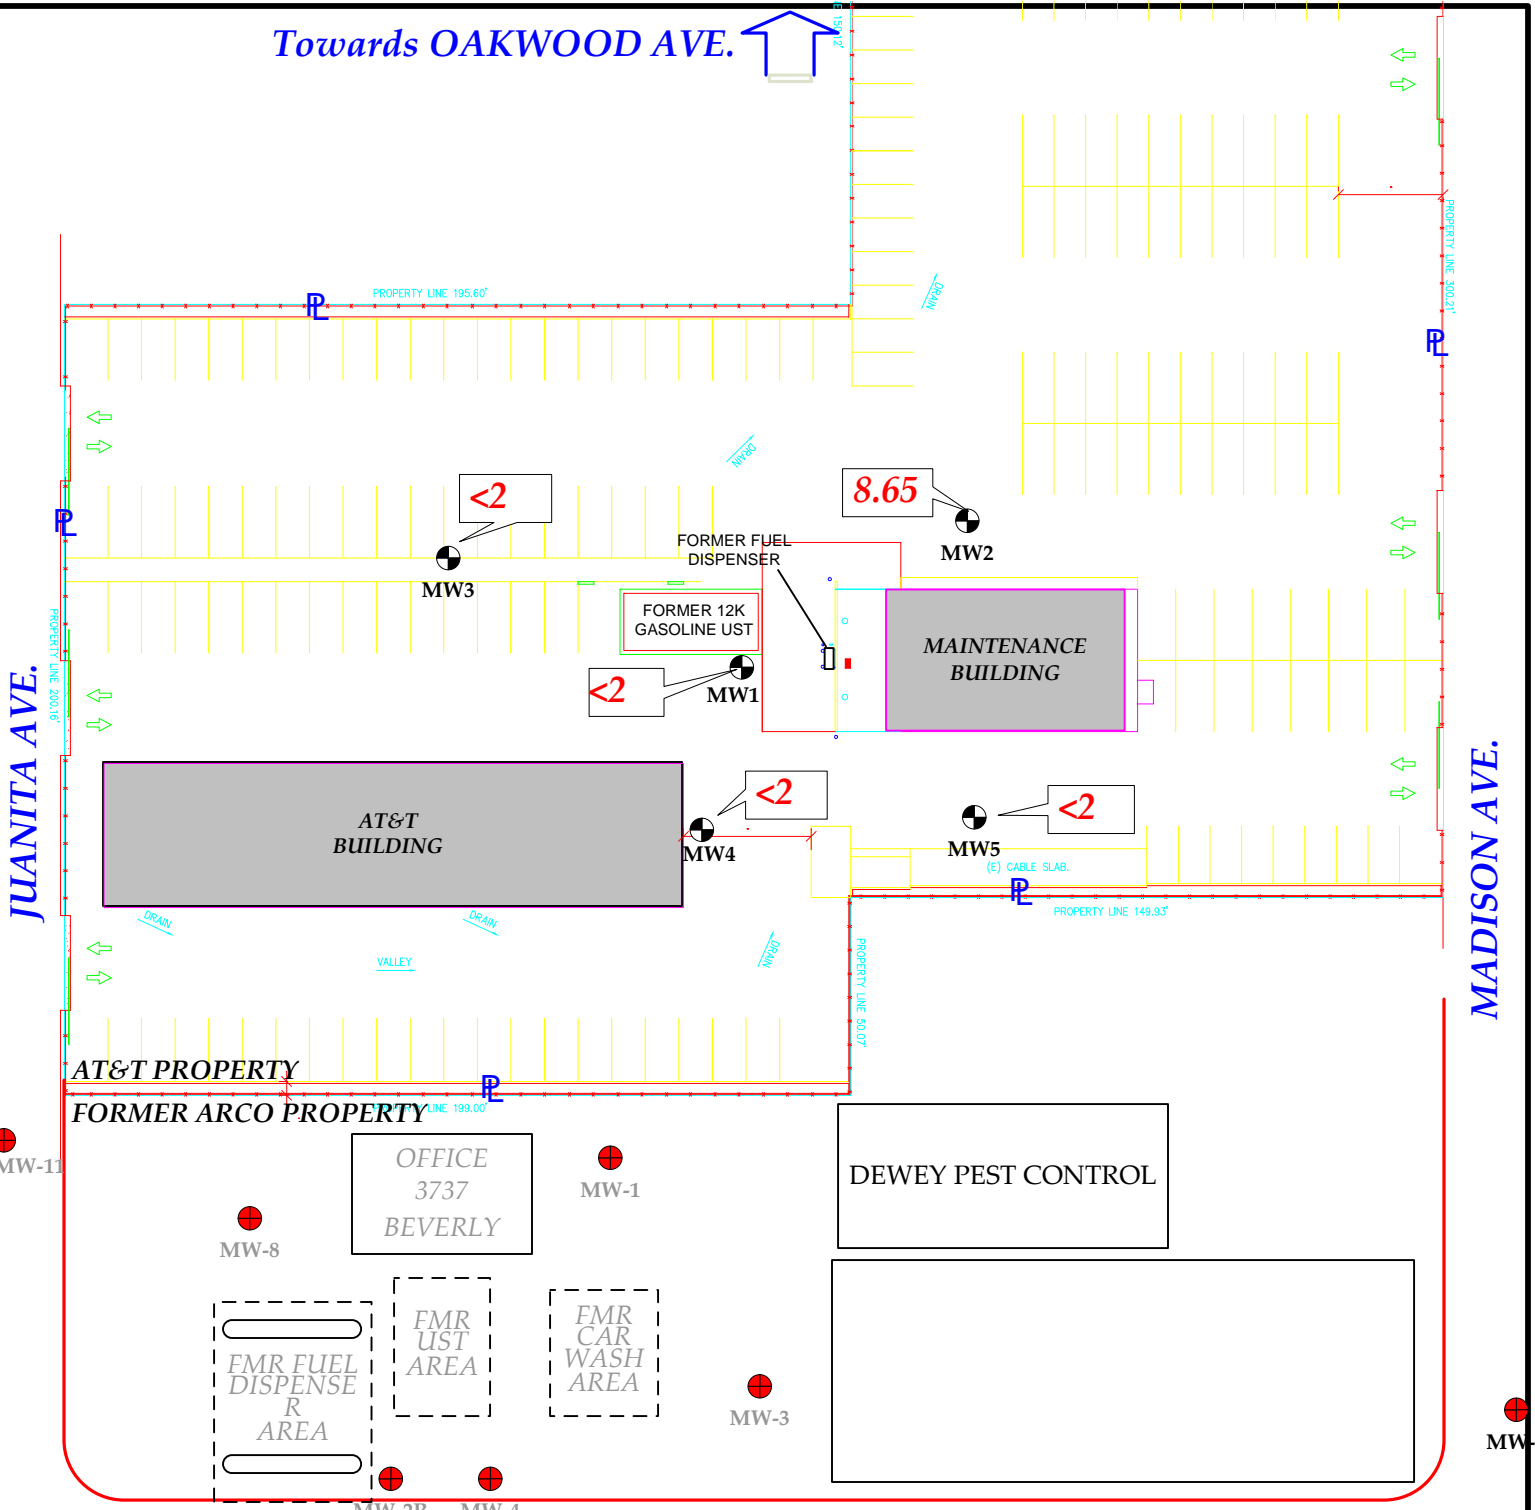 Towards OAKWOOD AVE.
PROPERTY LINE 195.60'
DRAIN
PROPERTY LINE 300.21'
PL
PL
DRAIN
<2
8.65
PL
MW3
MW2
FORMER FUEL
DISPENSER
FORMER 12K
GASOLINE UST
MAINTENANCE
BUILDING
<2
MW1
PROPERTY LINE 200.16'
JUANITA AVE.
MADISON AVE.
AT&T
BUILDING
<2
MW4
<2
MW5
(E) CABLE SLAB.
PL
PROPERTY LINE 149.93'
DRAIN
DRAIN
DRAIN
VALLEY
PROPERTY LINE 50.07'
AT&T PROPERTY
PL
FORMER ARCO PROPERTY
PROPERTY LINE 199.00'
MW-11
OFFICE
3737
BEVERLY
MW-1
DEWEY PEST CONTROL
MW-8
FMR
UST
AREA
FMR
CAR
WASH
AREA
FMR FUEL
DISPENSE
R
AREA
MW-3
MW-
MW-2B
MW-4